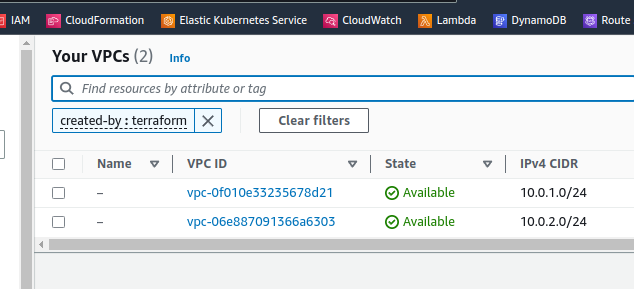 IAM CloudFormation Elastic Kubernetes Service CloudWatch Lambda DynamoDB Route
Your VPCs (2) Info
Find resources by attribute or tag
created-by : terraform Clear filters
Name VPC ID State IPv4 CIDR
– vpc-0f010e33235678d21 Available 10.0.1.0/24
– vpc-06e887091366a6303 Available 10.0.2.0/24